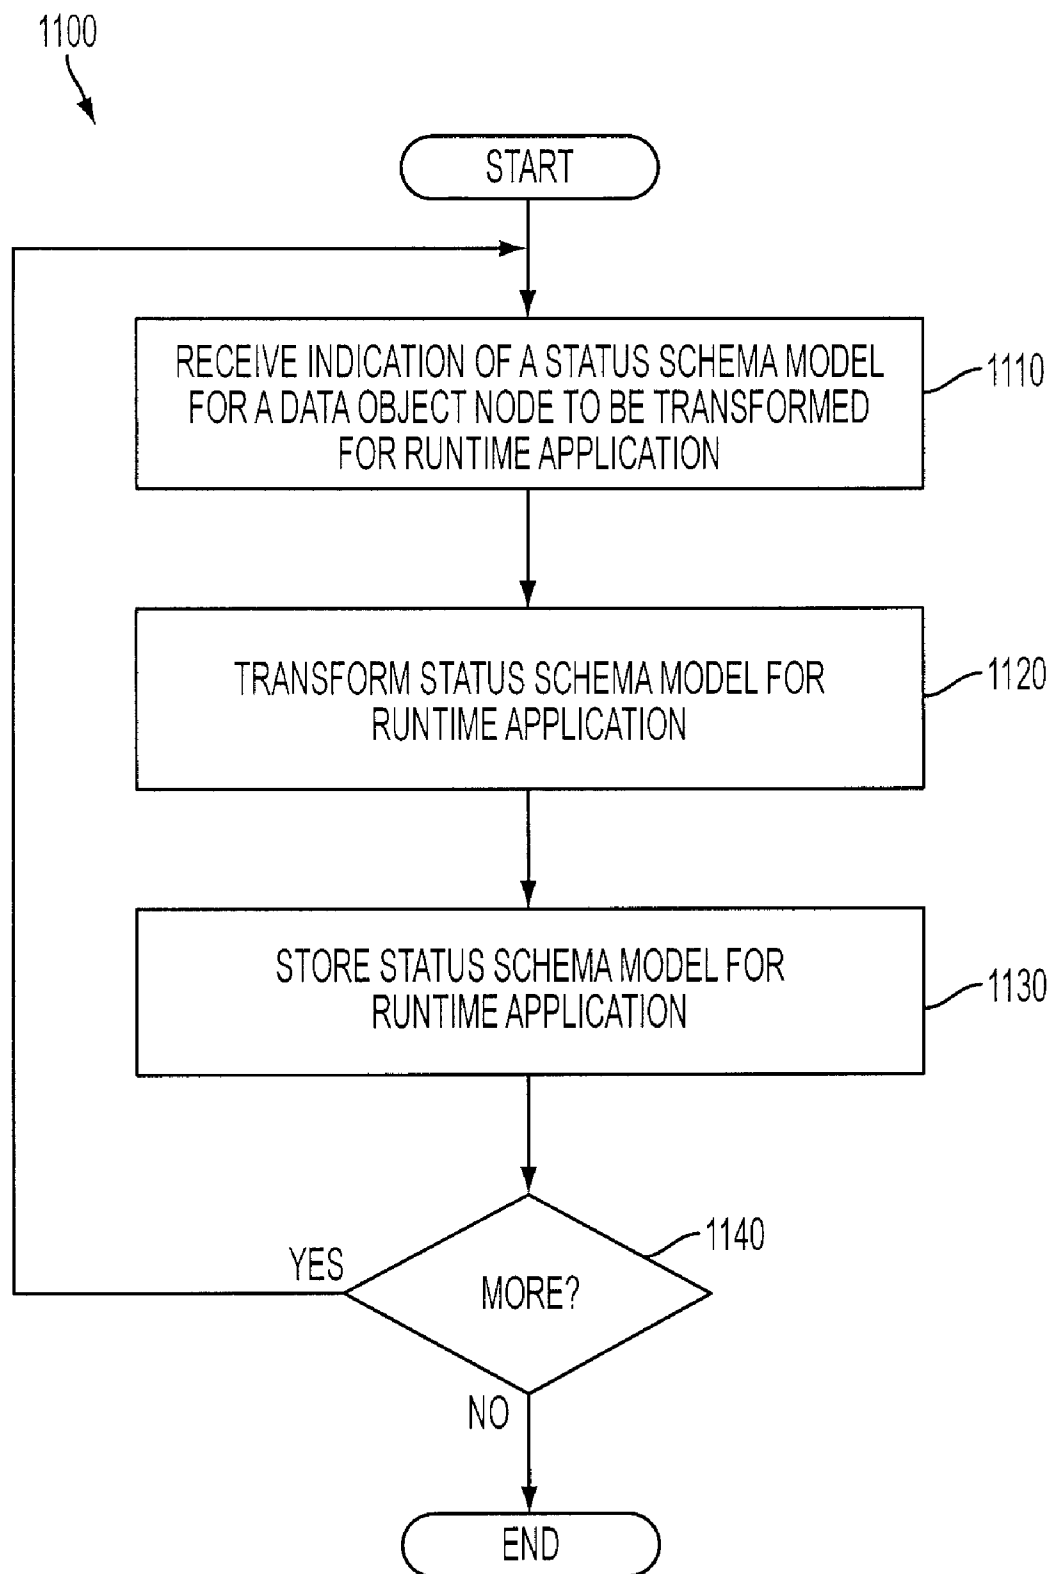 1100
START
RECEIVE INDICATION OF A STATUS SCHEMA MODEL
FOR A DATA OBJECT NODE TO BE TRANSFORMED
FOR RUNTIME APPLICATION
1110
TRANSFORM STATUS SCHEMA MODEL FOR
RUNTIME APPLICATION
1120
STORE STATUS SCHEMA MODEL FOR
RUNTIME APPLICATION
1130
1140
YES
MORE?
NO
END